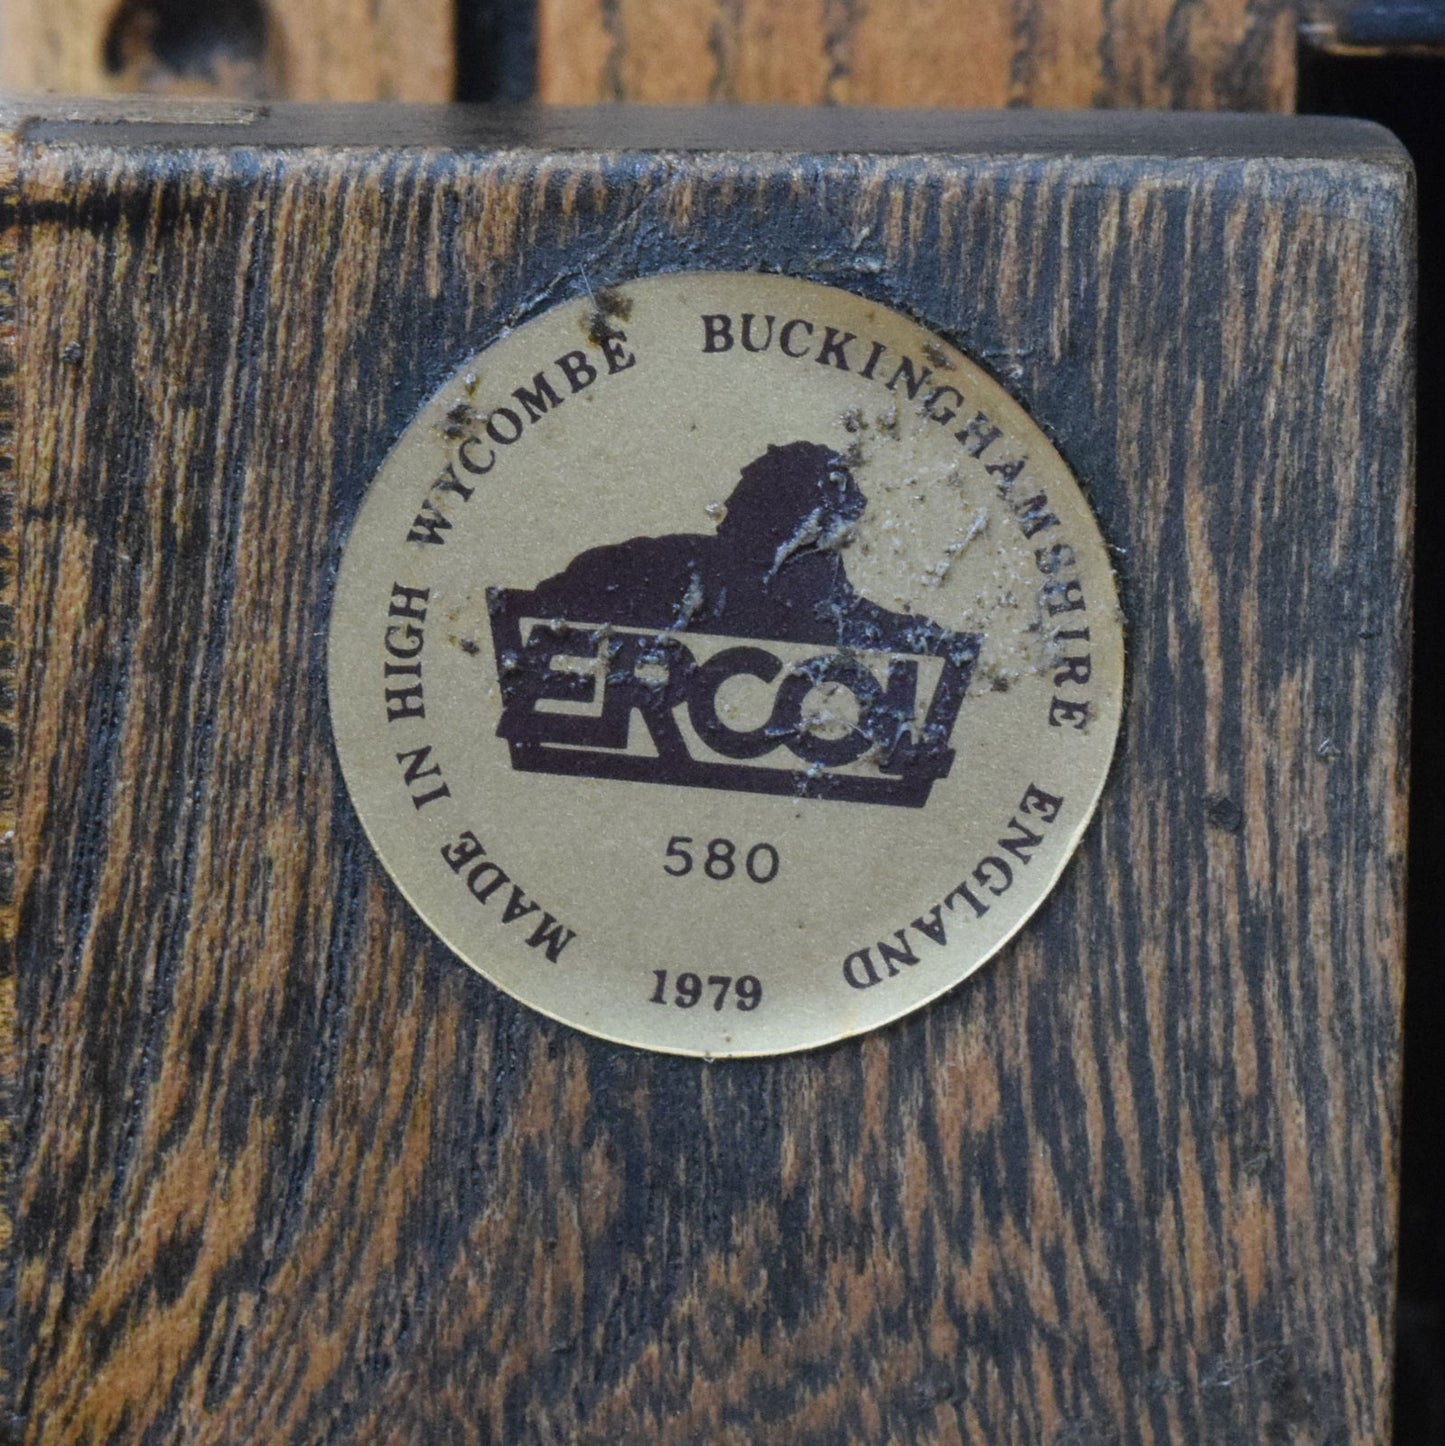 MADE IN HIGH WYCOMBE BUCKINGHAMSHIRE ENGLAND
ERCOL
580
1979